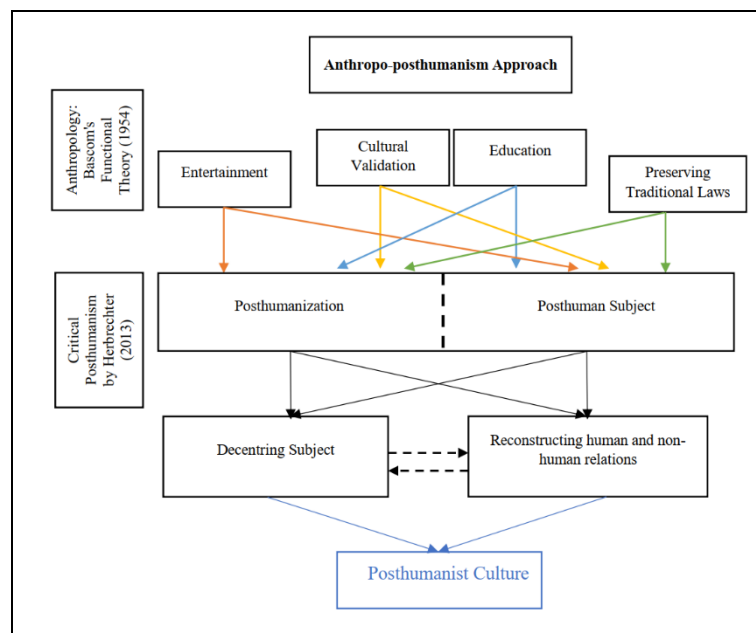 Anthropo-posthumanism Approach
Anthropology:
Bascom's
Functional
Theory (1954)
Entertainment
Cultural
Validation
Education
Preserving
Traditional Laws
Critical
Posthumanism
by Herbrechter
(2013)
Posthumanization
Posthuman Subject
Decentring Subject
Reconstructing human and non-
human relations
Posthumanist Culture